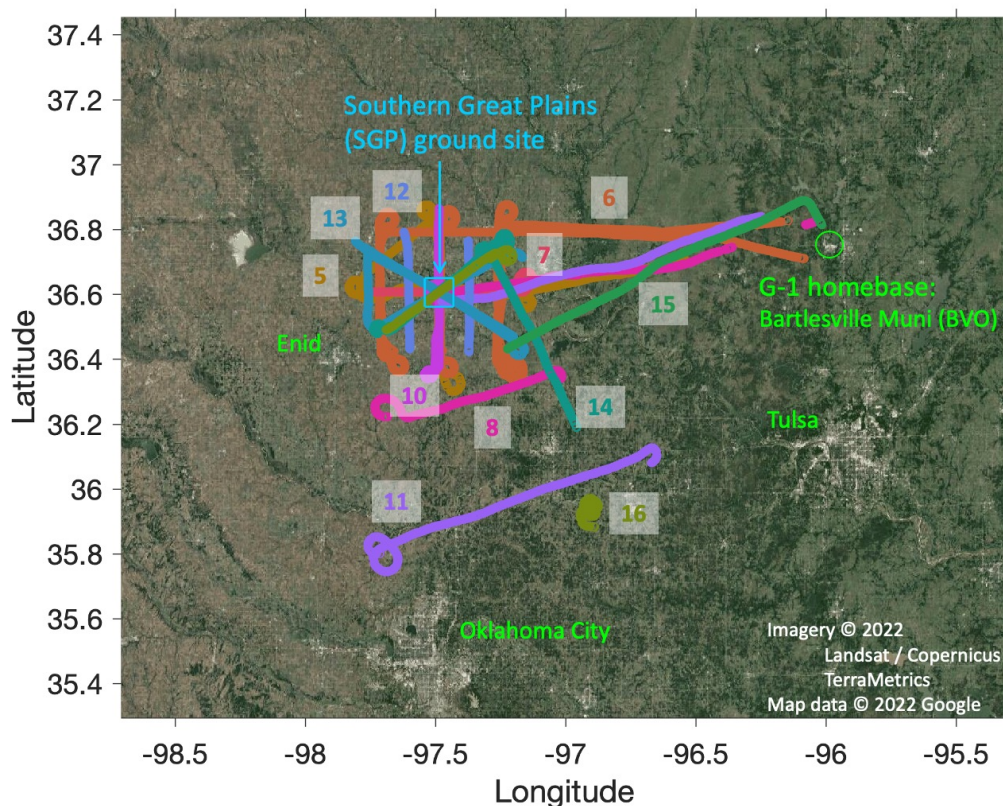 37.4
37.2
37
36.8
36.6
36.4
36.2
36
35.8
35.6
35.4
Latitude
Southern Great Plains
(SGP) ground site
12
6
13
7
5
15
G-1 homebase:
Bartlesville Muni (BVO)
Enid
10
8
14
Tulsa
11
16
Oklahoma City
Imagery © 2022
Landsat / Copernicus
TerraMetrics
Map data © 2022 Google
-98.5
-98
-97.5
-97
-96.5
-96
-95.5
Longitude